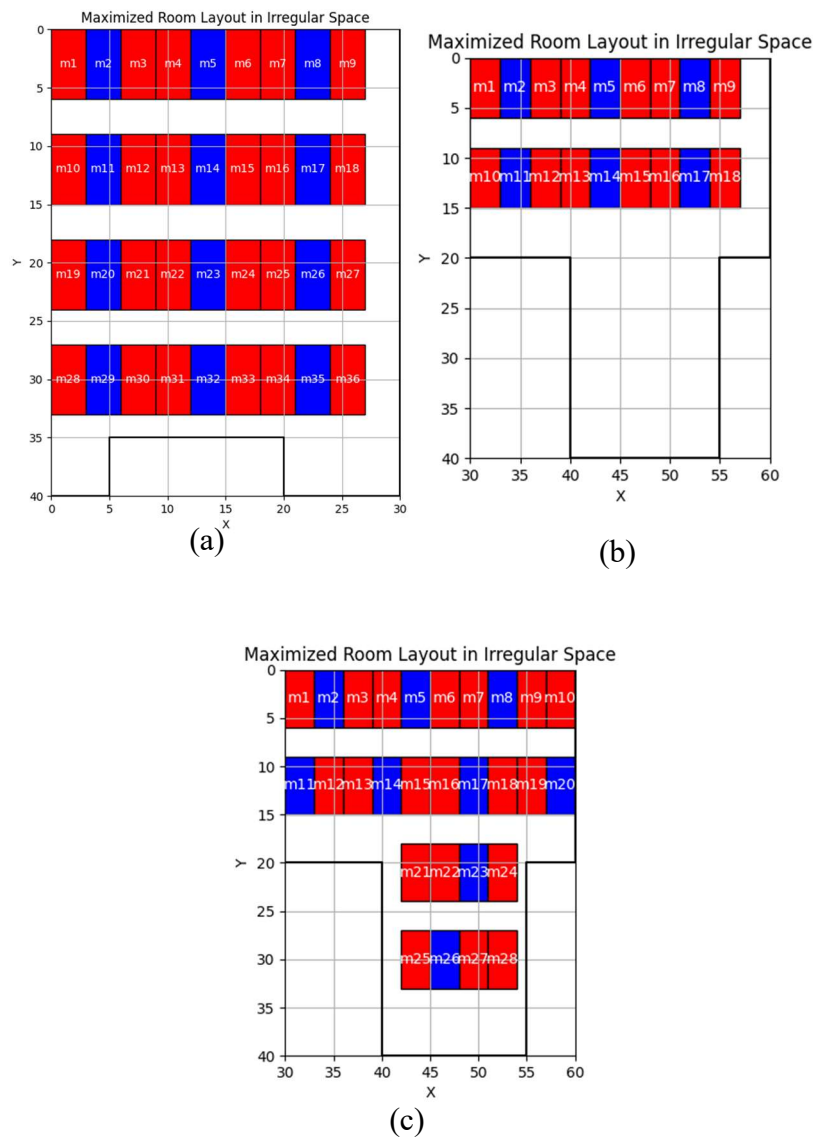 Maximized Room Layout in Irregular Space
0
m1 m2 m3 m4 m5 m6 m7 m8 m9
5
10
m10 m11 m12 m13 m14 m15 m16 m17 m18
15
Y
20
m19 m20 m21 m22 m23 m24 m25 m26 m27
25
30
m28 m29 m30 m31 m32 m33 m34 m35 m36
35
40
0 5 10 15 20 25 30
X
(a)
Maximized Room Layout in Irregular Space
0
m1 m2 m3 m4 m5 m6 m7 m8 m9
5
10
m10 m11 m12 m13 m14 m15 m16 m17 m18
15
Y
20
25
30
35
40
30 35 40 45 50 55 60
X
(b)
Maximized Room Layout in Irregular Space
0
m1 m2 m3 m4 m5 m6 m7 m8 m9 m10
5
10
m11 m12 m13 m14 m15 m16 m17 m18 m19 m20
15
Y
20
m21 m22 m23 m24
25
30
m25 m26 m27 m28
35
40
30 35 40 45 50 55 60
X
(c)